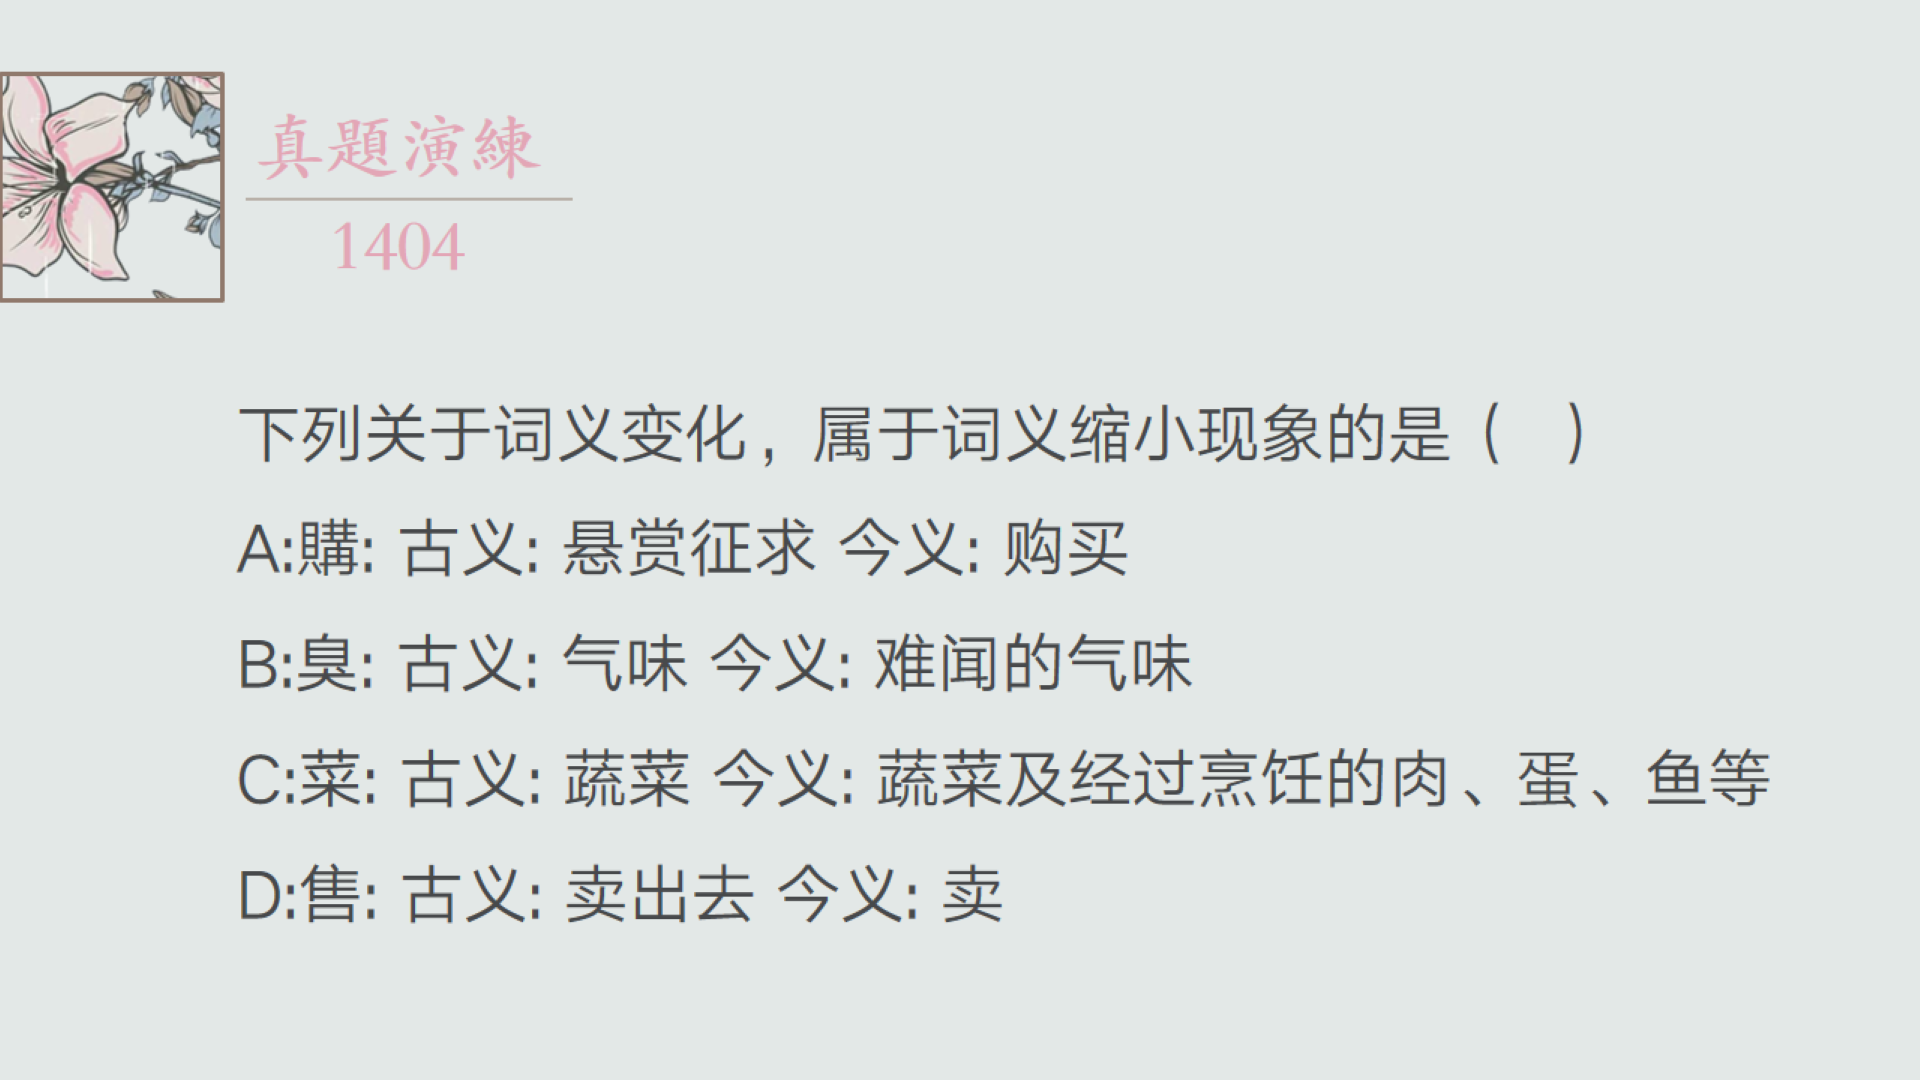 真題演練
1404
下列关于词义变化，属于词义缩小现象的是（　）
A:購: 古义: 悬赏征求 今义: 购买
B:臭: 古义: 气味 今义: 难闻的气味
C:菜: 古义: 蔬菜 今义: 蔬菜及经过烹饪的肉、蛋、鱼等
D:售: 古义: 卖出去 今义: 卖